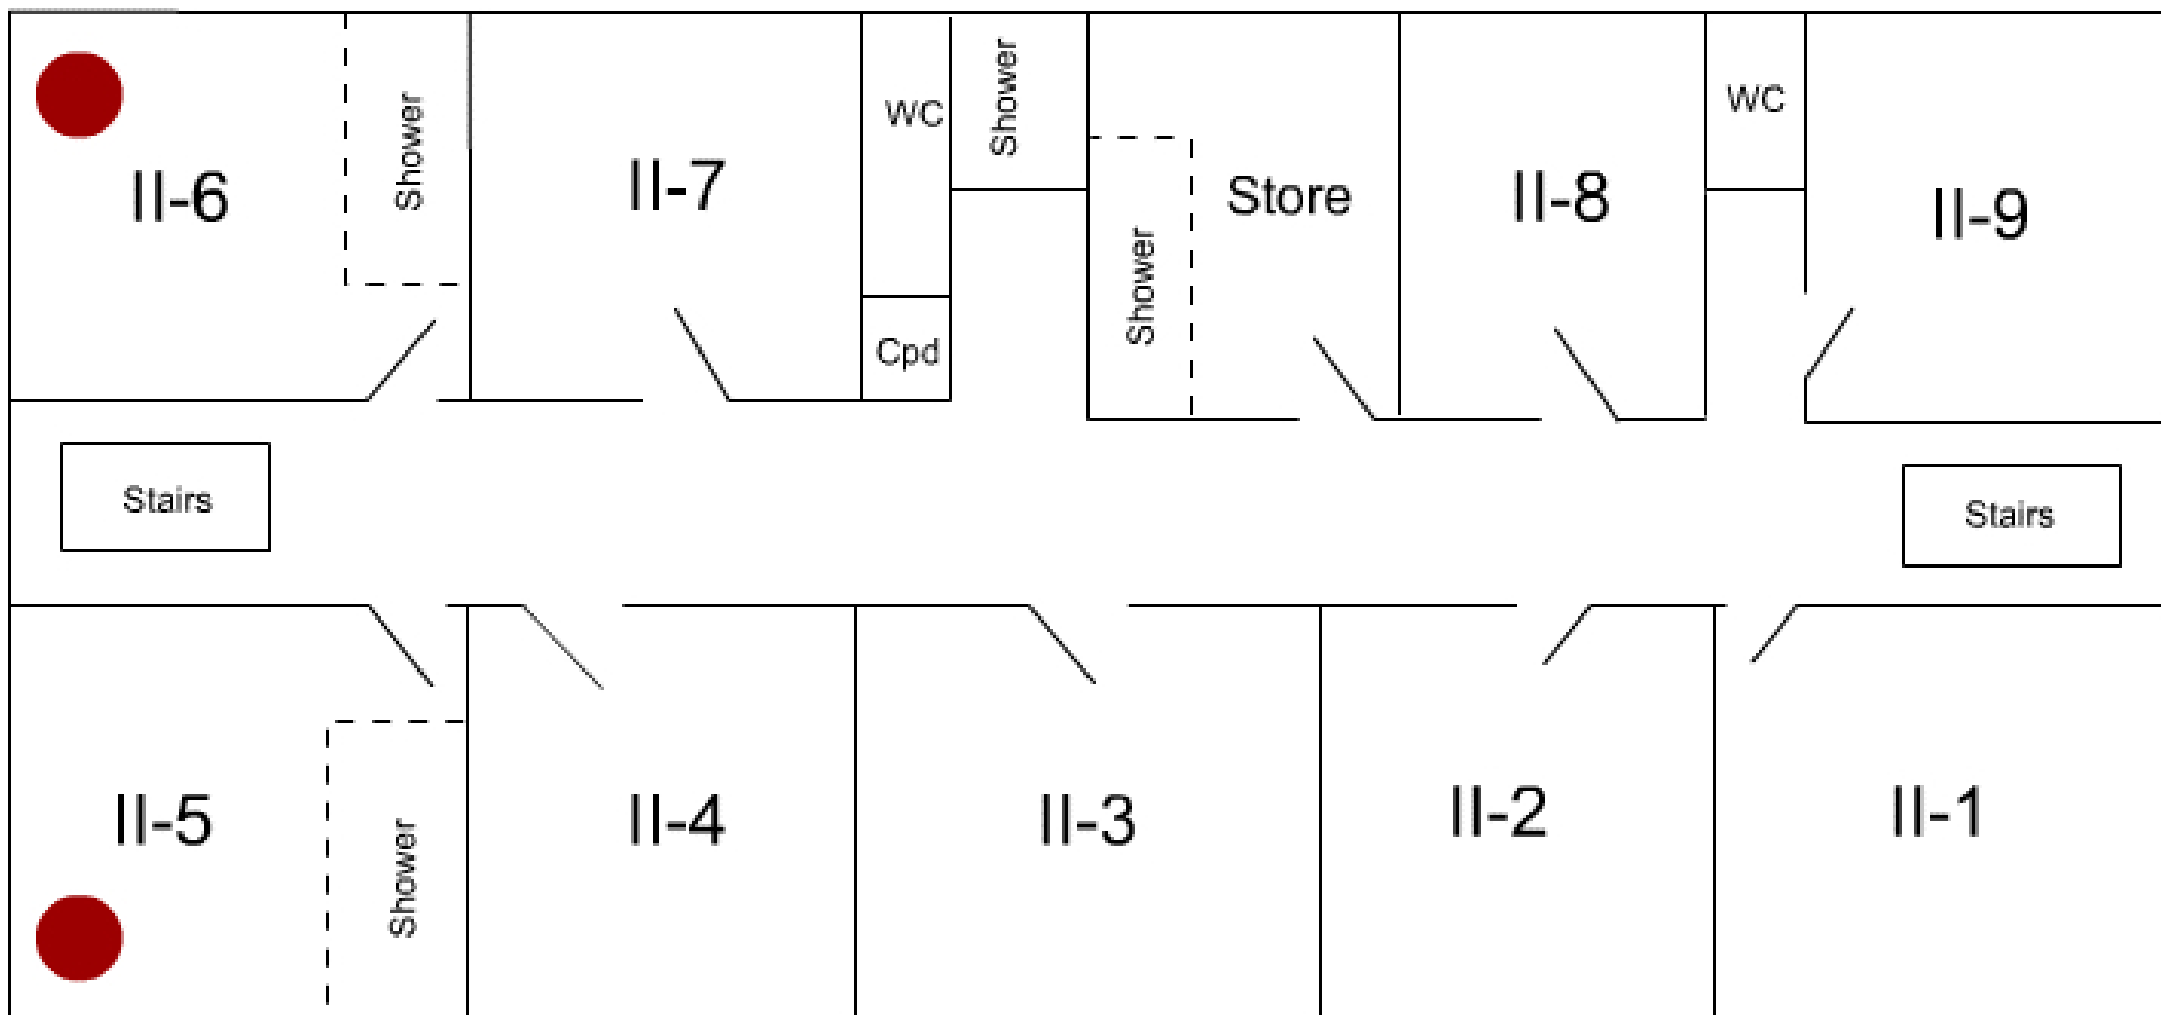 II-6
Shower
II-7
WC
Shower
Shower
Store
II-8
WC
II-9
Cpd
Stairs
Stairs
II-5
Shower
II-4
II-3
II-2
II-1